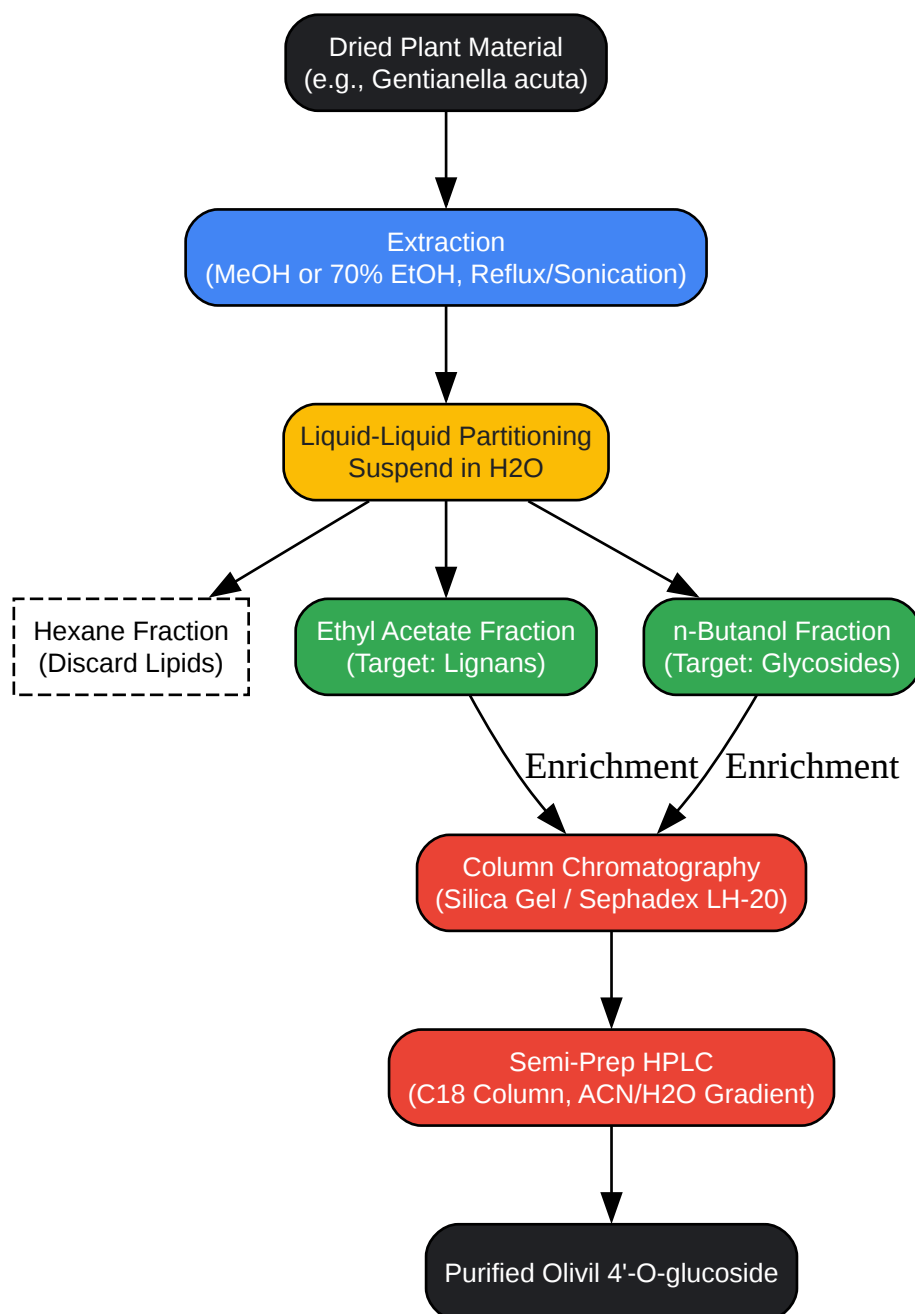 Dried Plant Material
(e.g., Gentianella acuta)
Extraction
(MeOH or 70% EtOH, Reflux/Sonication)
Liquid-Liquid Partitioning
Suspend in H2O
Hexane Fraction
(Discard Lipids)
Ethyl Acetate Fraction
(Target: Lignans)
n-Butanol Fraction
(Target: Glycosides)
Enrichment
Enrichment
Column Chromatography
(Silica Gel / Sephadex LH-20)
Semi-Prep HPLC
(C18 Column, ACN/H2O Gradient)
Purified Olivil 4'-O-glucoside